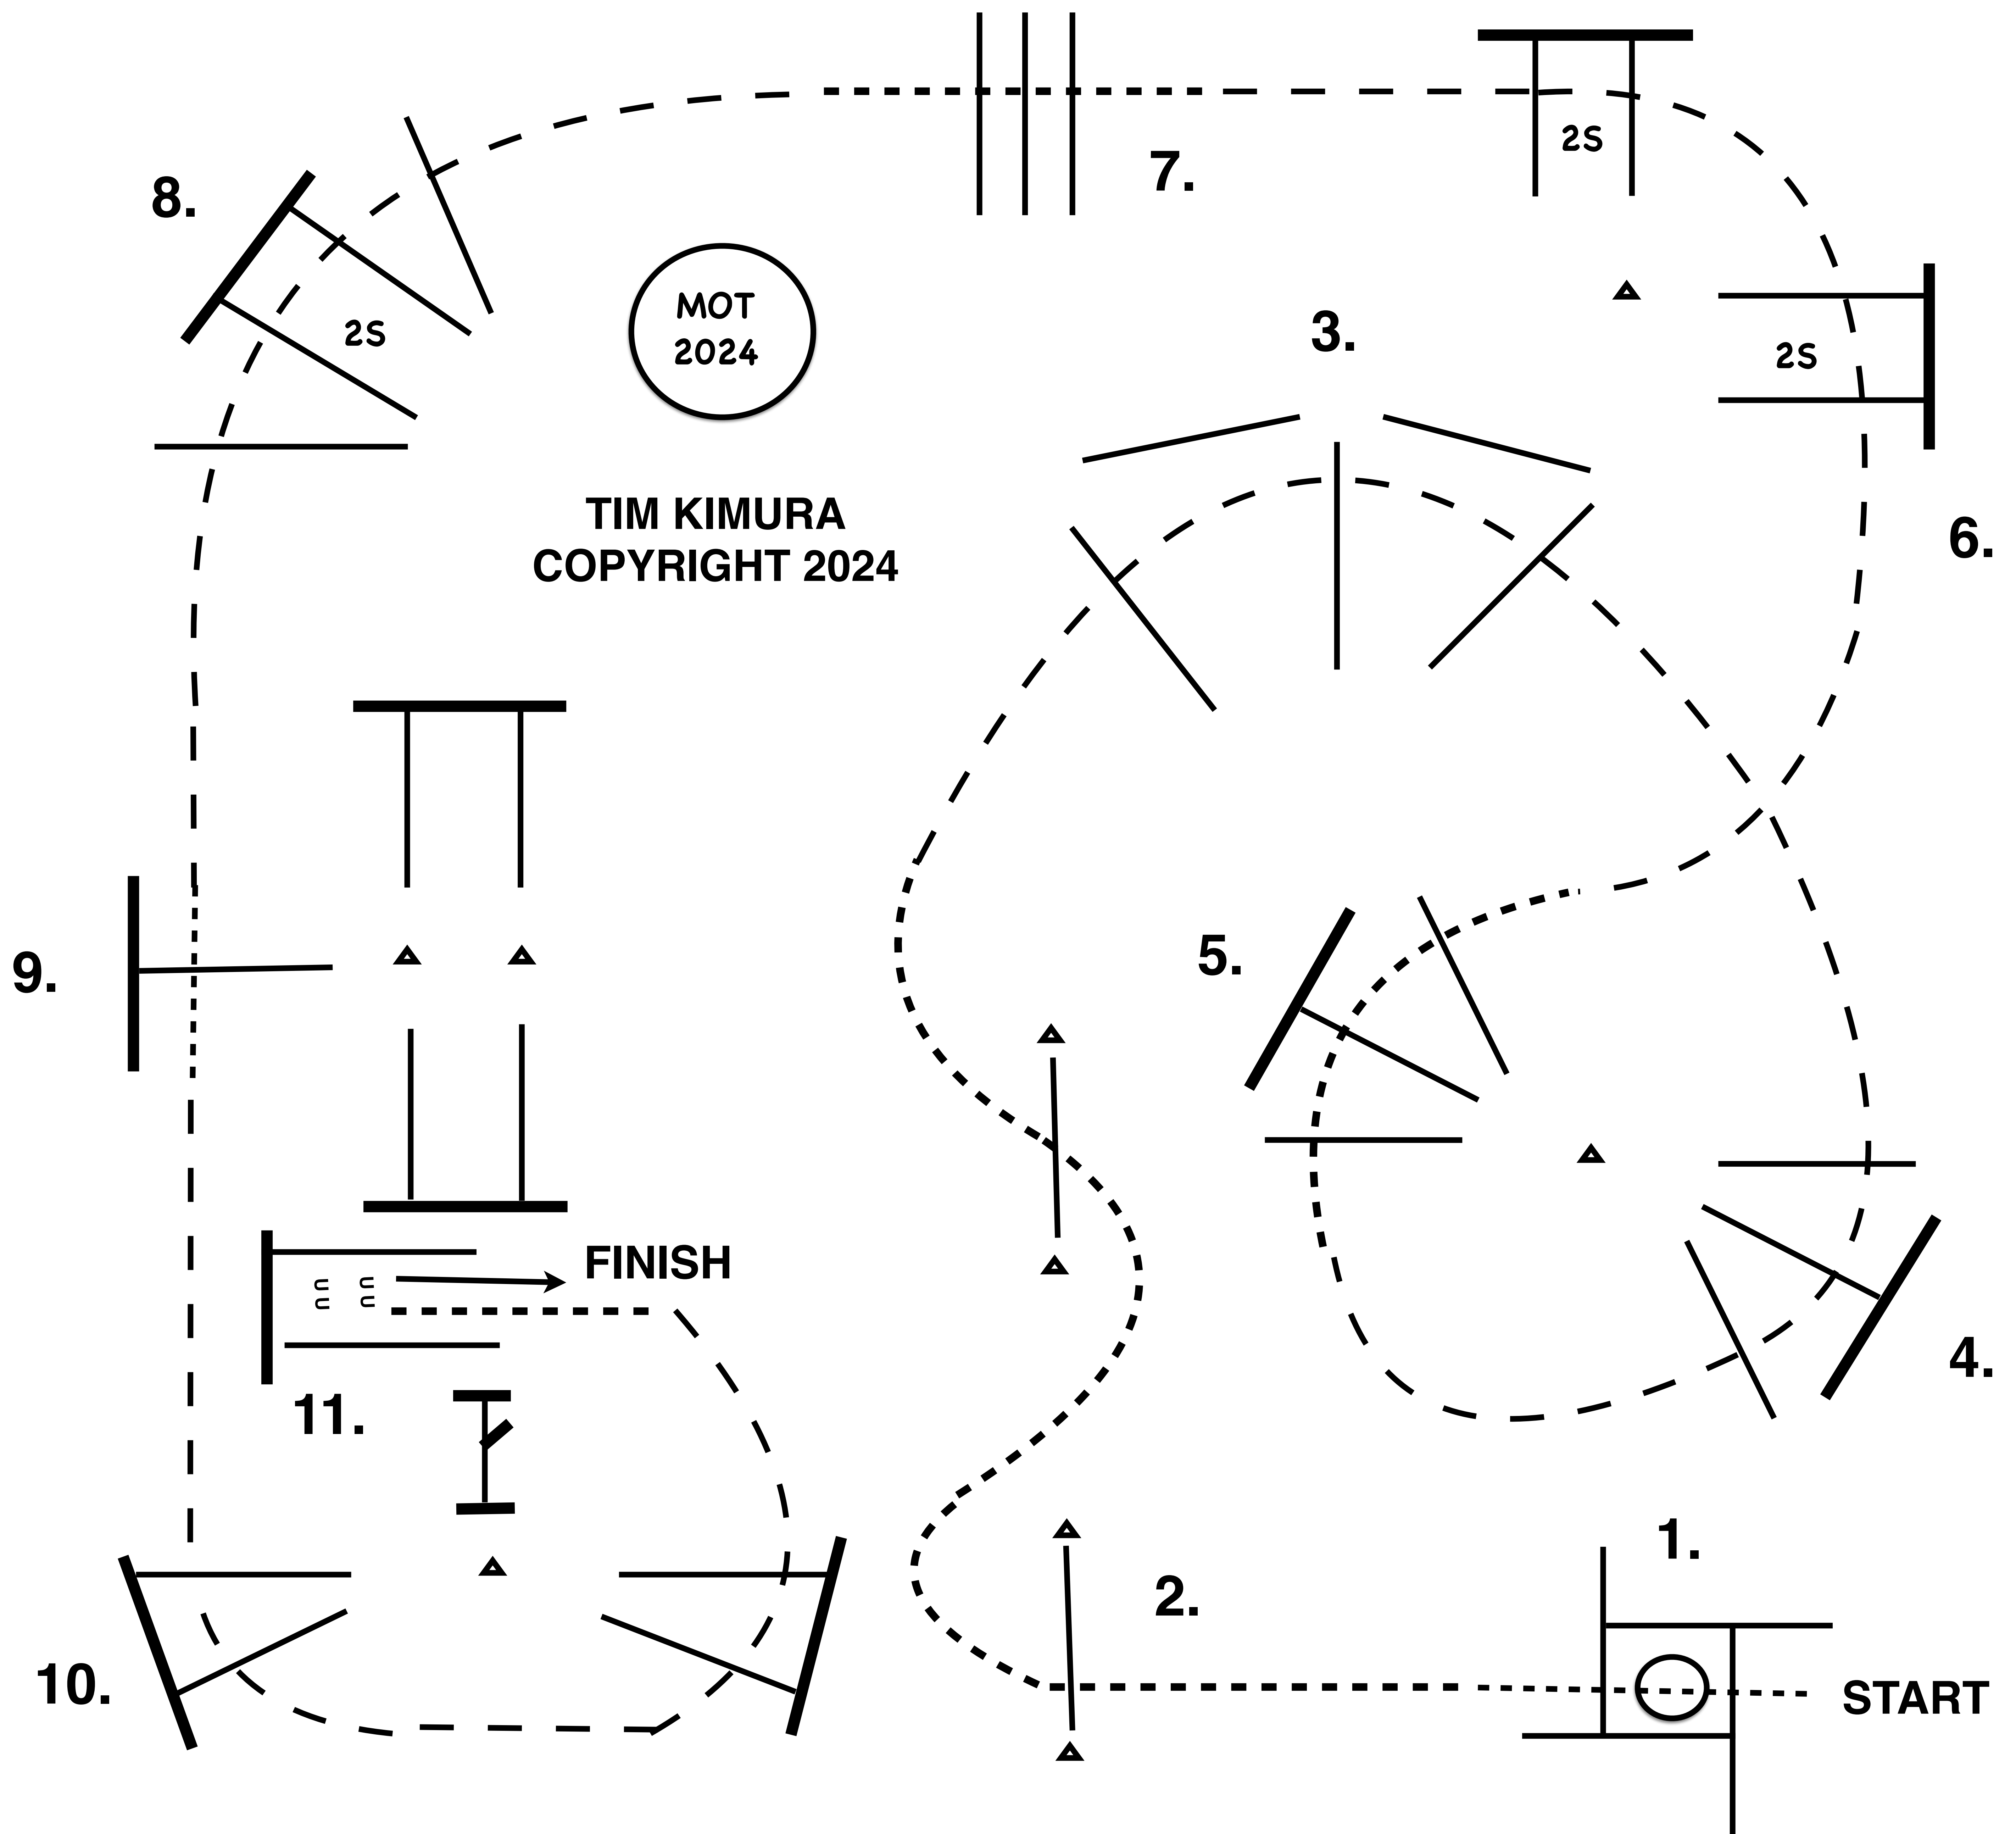 7.
2S
8.
2S
MOT
2024
3.
2S
TIM KIMURA
COPYRIGHT 2024
6.
5.
9.
FINISH
11.
4.
1.
2.
10.
START